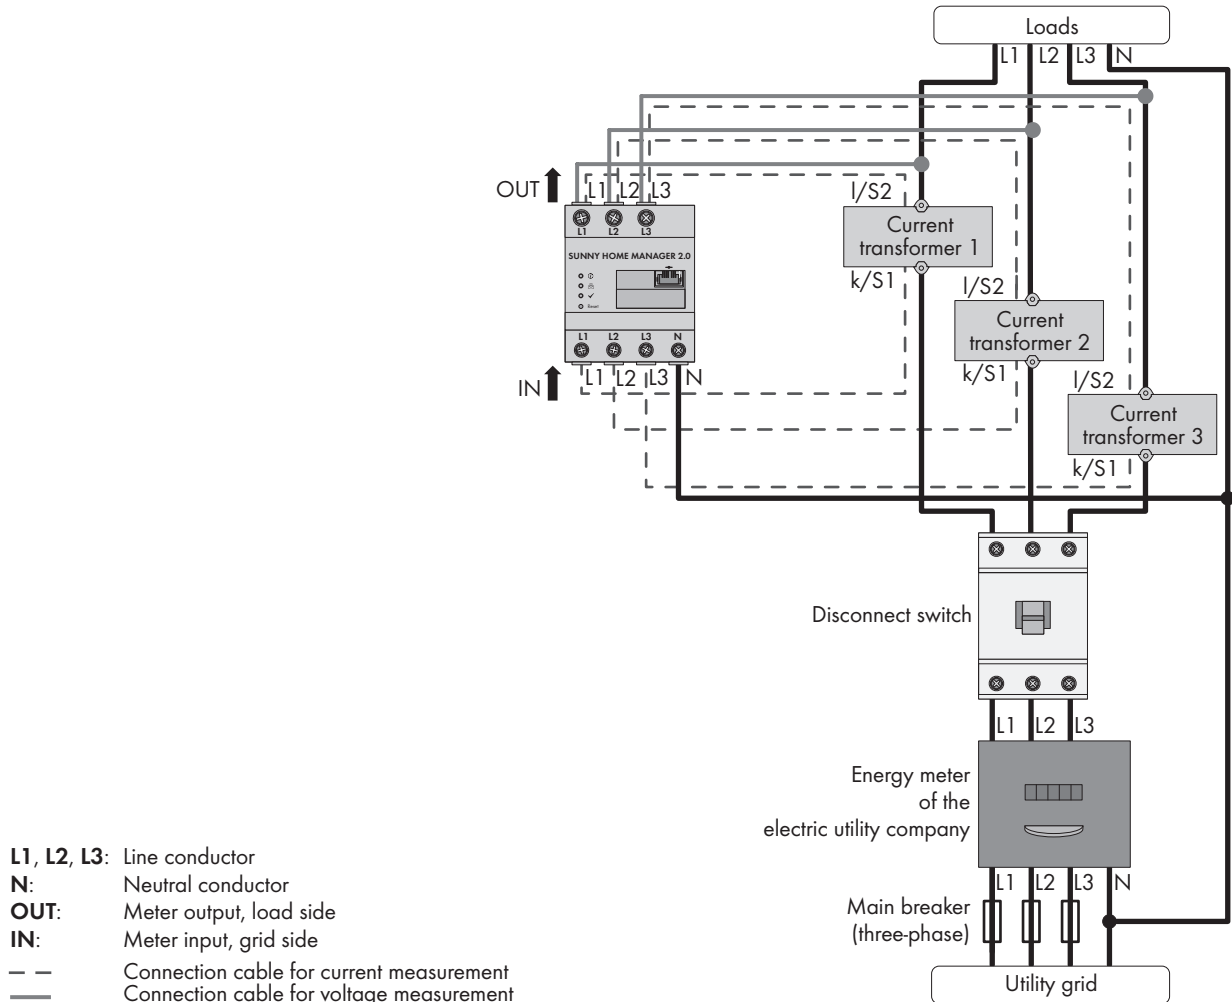 Loads
L1 L2 L3 N
OUT L1 L2 L3
L1 L2 L3
SUNNY HOME MANAGER 2.0
Reset
L1 L2 L3 N
IN L1 L2 L3 N
l/S2
Current
transformer 1
k/S1
l/S2
Current
transformer 2
k/S1
l/S2
Current
transformer 3
k/S1
Disconnect switch
L1 L2 L3
Energy meter
of the
electric utility company
L1 L2 L3 N
Main breaker
(three-phase)
Utility grid
L1, L2, L3: Line conductor
N: Neutral conductor
OUT: Meter output, load side
IN: Meter input, grid side
Connection cable for current measurement
Connection cable for voltage measurement